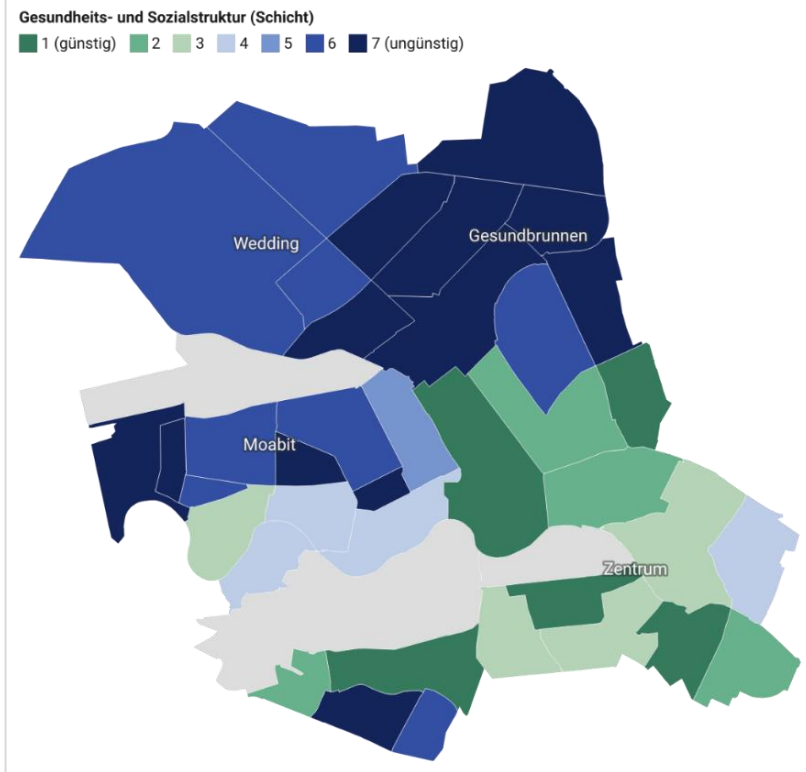 Gesundheits- und Sozialstruktur (Schicht)
1 (günstig) 2 3 4 5 6 7 (ungünstig)
Wedding
Gesundbrunnen
Moabit
Zentrum